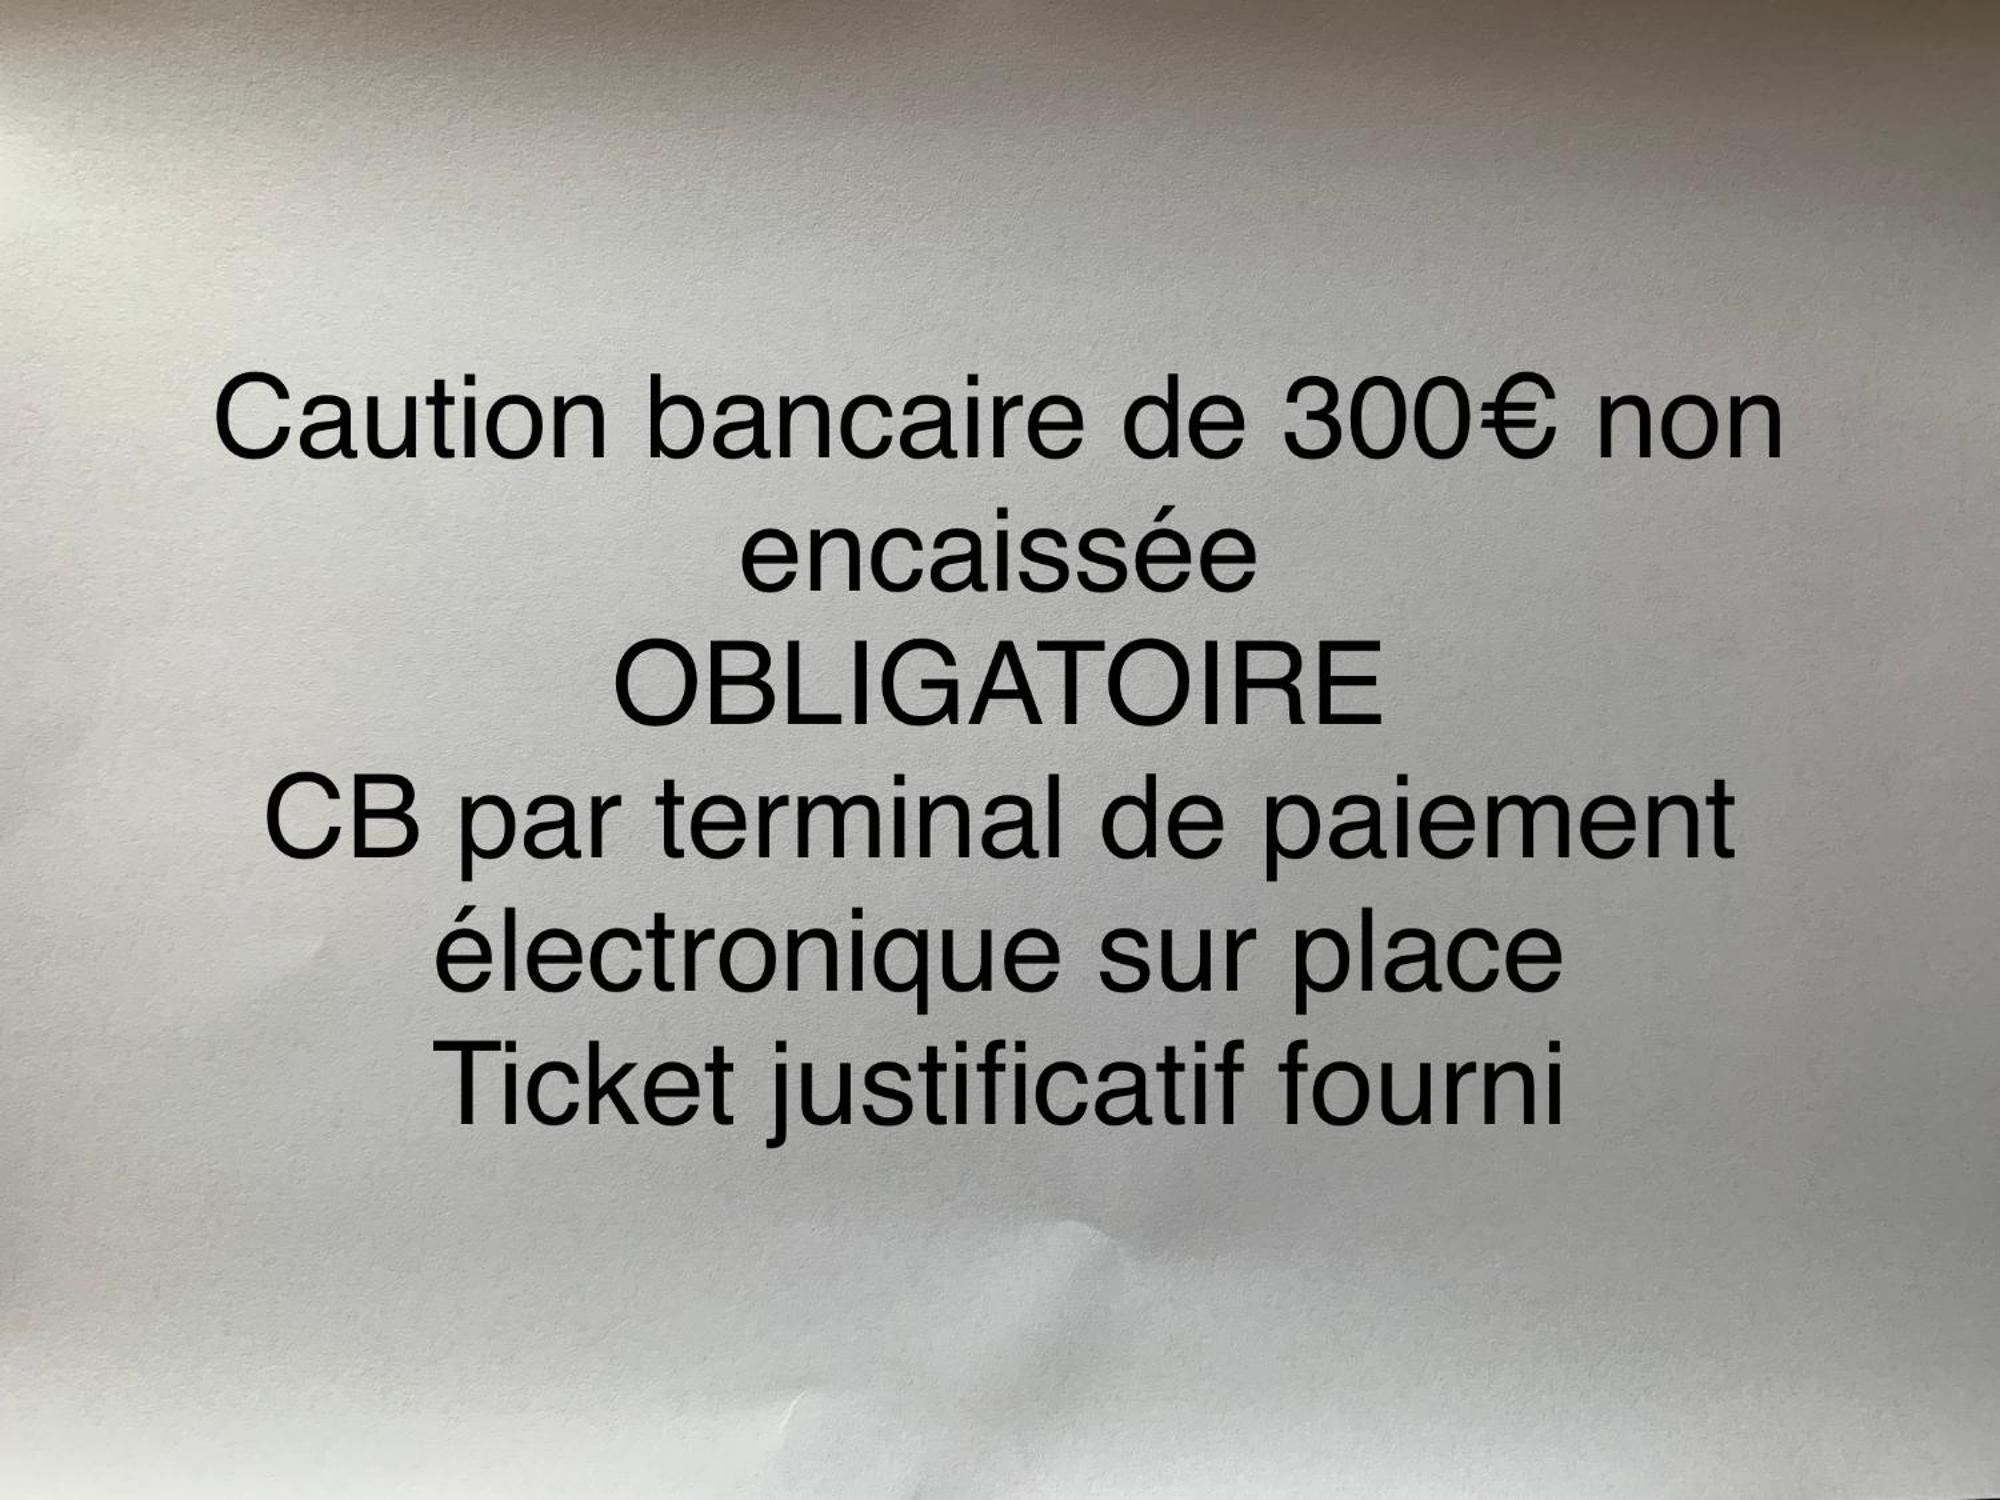 Caution bancaire de 300€ non
encaissée
OBLIGATOIRE
CB par terminal de paiement
électronique sur place
Ticket justificatif fourni